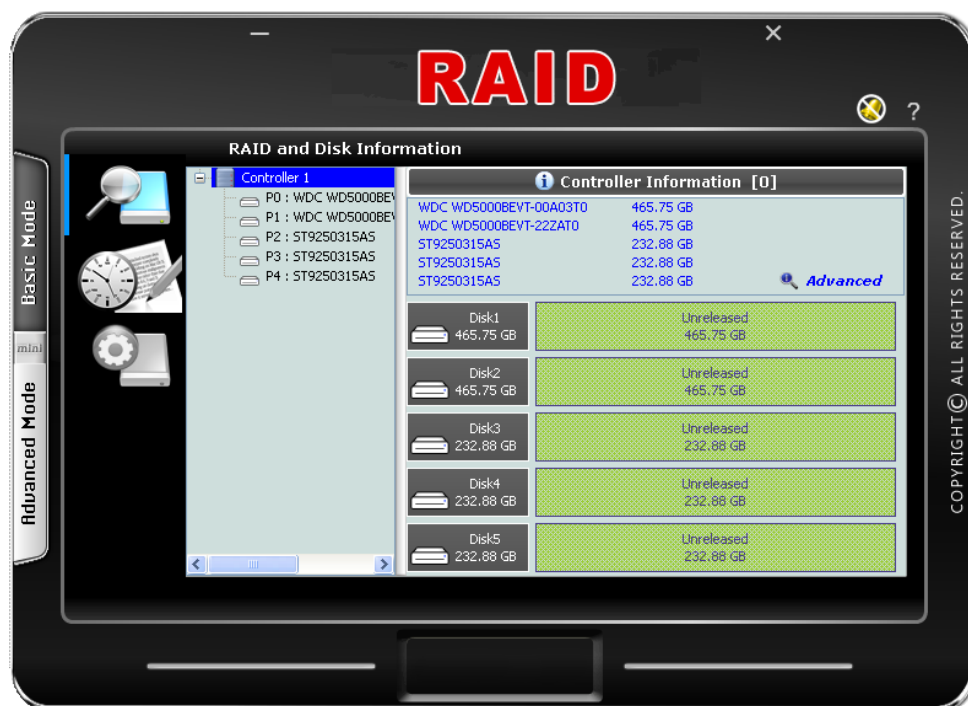 RAID
?
RAID and Disk Information
Basic Mode
mini
Advanced Mode
Controller 1
P0 : WDC WD5000BEV
P1 : WDC WD5000BEV
P2 : ST9250315AS
P3 : ST9250315AS
P4 : ST9250315AS
Controller Information [0]
WDC WD5000BEVT-00A03T0 465.75 GB
WDC WD5000BEVT-22ZAT0 465.75 GB
ST9250315AS 232.88 GB
ST9250315AS 232.88 GB
ST9250315AS 232.88 GB
Advanced
Disk1
465.75 GB
Unreleased
465.75 GB
Disk2
465.75 GB
Unreleased
465.75 GB
Disk3
232.88 GB
Unreleased
232.88 GB
Disk4
232.88 GB
Unreleased
232.88 GB
Disk5
232.88 GB
Unreleased
232.88 GB
COPYRIGHT© ALL RIGHTS RESERVED.